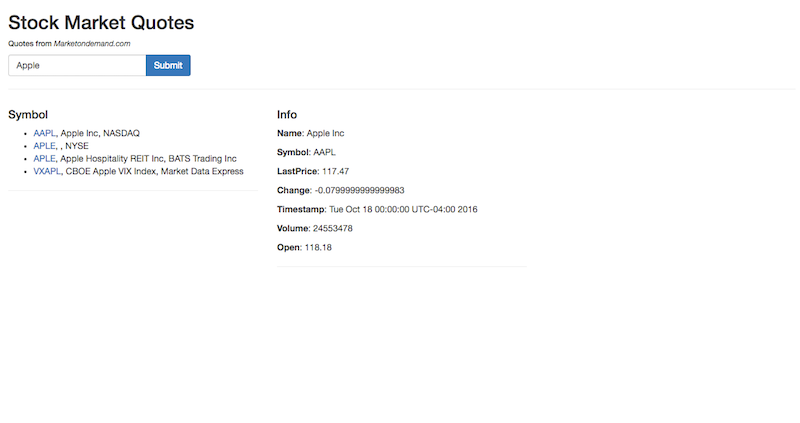 Stock Market Quotes
Quotes from Marketondemand.com
Apple Submit
Symbol
AAPL, Apple Inc, NASDAQ
APLE, , NYSE
APLE, Apple Hospitality REIT Inc, BATS Trading Inc
VXAPL, CBOE Apple VIX Index, Market Data Express
Info
Name: Apple Inc
Symbol: AAPL
LastPrice: 117.47
Change: -0.0799999999999983
Timestamp: Tue Oct 18 00:00:00 UTC-04:00 2016
Volume: 24553478
Open: 118.18